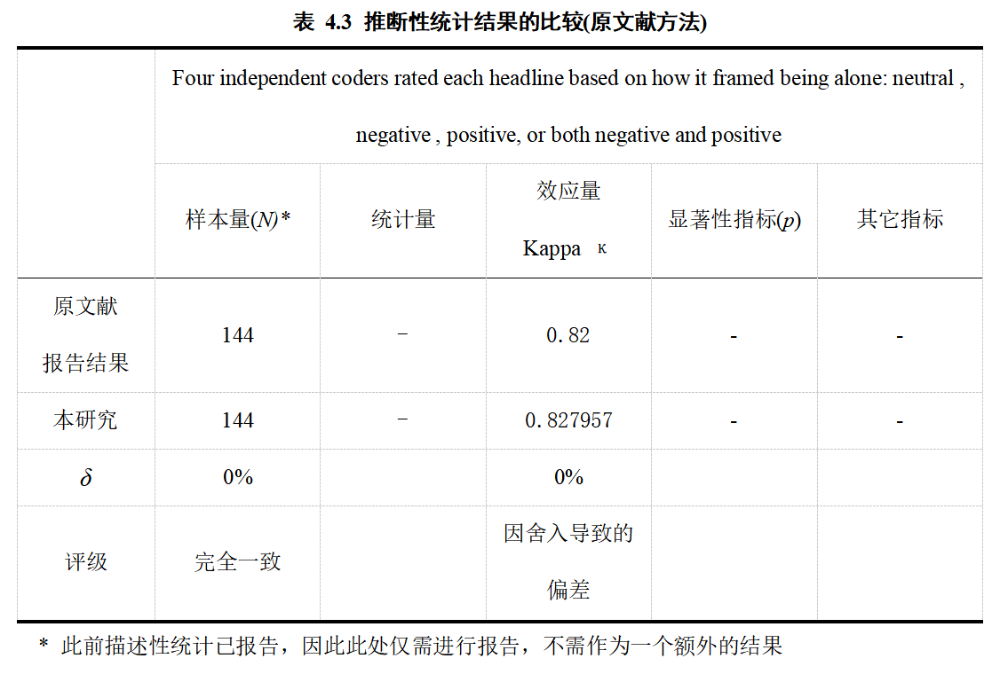 表 4.3 推断性统计结果的比较(原文献方法)
Four independent coders rated each headline based on how it framed being alone: neutral ,
negative , positive, or both negative and positive
样本量(N)*
统计量
效应量
Kappa κ
显著性指标(p)
其它指标
原文献
报告结果
144
-
0.82
-
-
本研究
144
-
0.827957
-
-
δ
0%
0%
评级
完全一致
因舍入导致的
偏差
* 此前描述性统计已报告，因此此处仅需进行报告，不需作为一个额外的结果